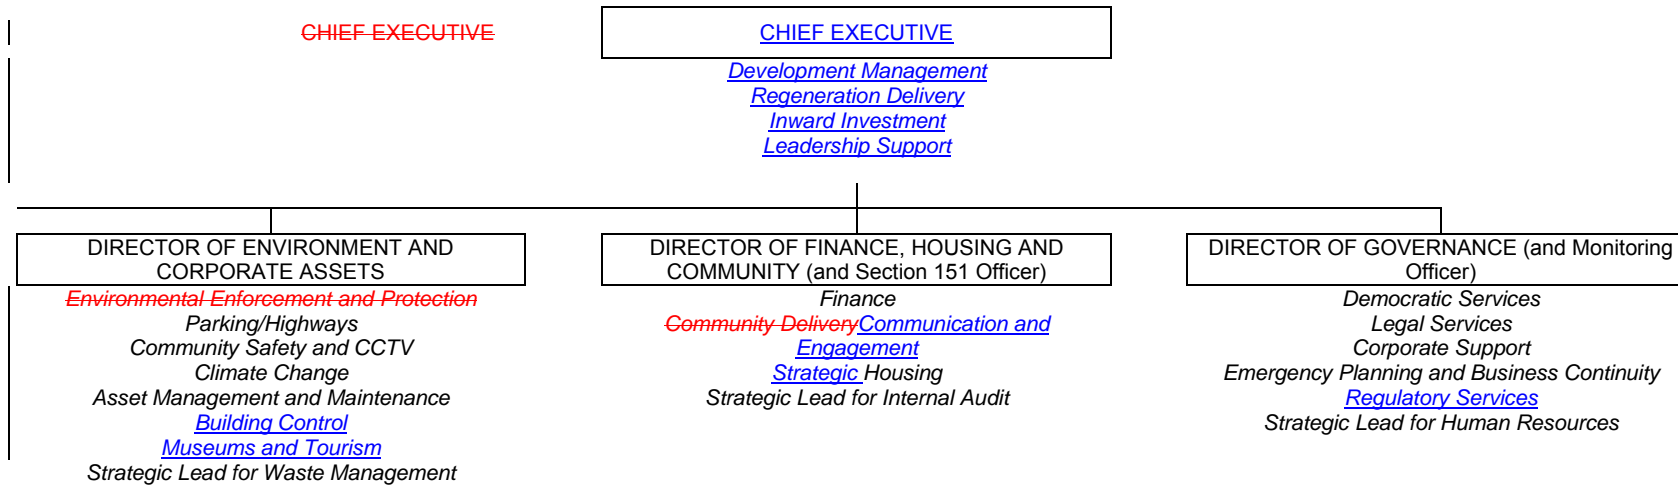 CHIEF EXECUTIVE
CHIEF EXECUTIVE
Development Management
Regeneration Delivery
Inward Investment
Leadership Support
DIRECTOR OF ENVIRONMENT AND
CORPORATE ASSETS
Environmental Enforcement and Protection
Parking/Highways
Community Safety and CCTV
Climate Change
Asset Management and Maintenance
Building Control
Museums and Tourism
Strategic Lead for Waste Management
DIRECTOR OF FINANCE, HOUSING AND
COMMUNITY (and Section 151 Officer)
Finance
Community DeliveryCommunication and
Engagement
Strategic Housing
Strategic Lead for Internal Audit
DIRECTOR OF GOVERNANCE (and Monitoring
Officer)
Democratic Services
Legal Services
Corporate Support
Emergency Planning and Business Continuity
Regulatory Services
Strategic Lead for Human Resources